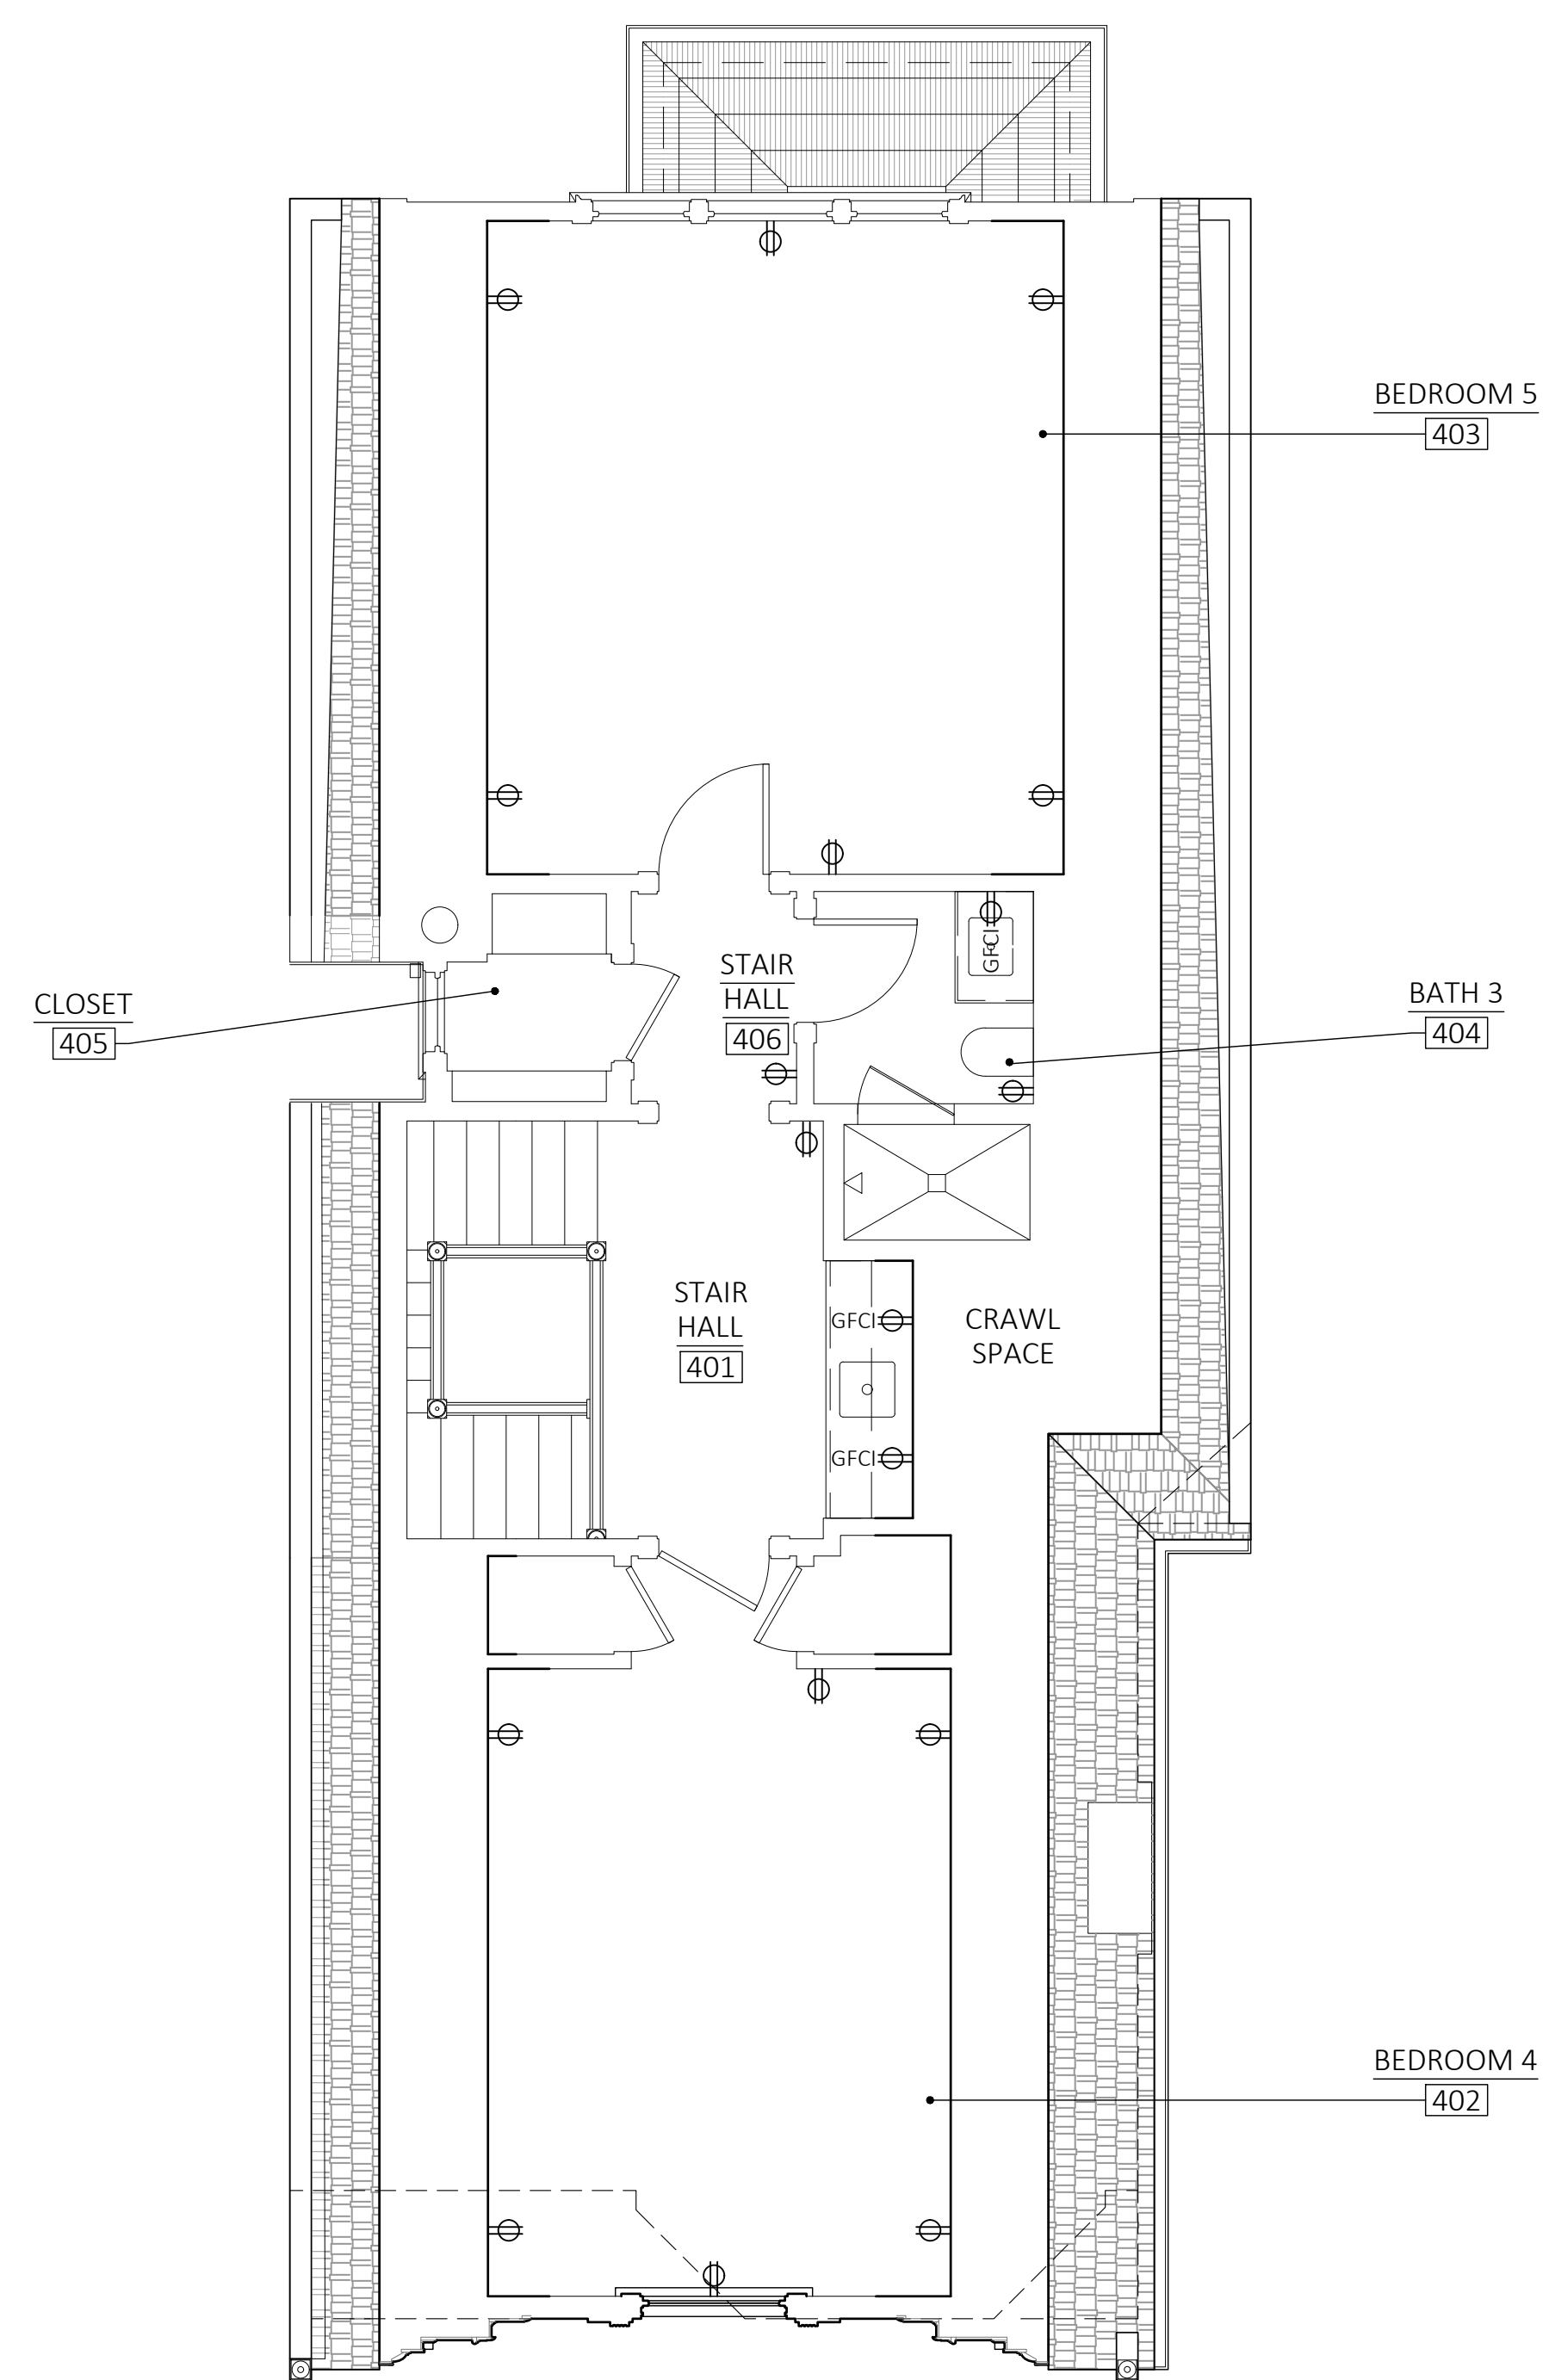 BEDROOM 5
403
GFCI
STAIR
HALL
406
CLOSET
405
BATH 3
404
STAIR
HALL
401
GFCI
CRAWL
SPACE
GFCI
BEDROOM 4
402